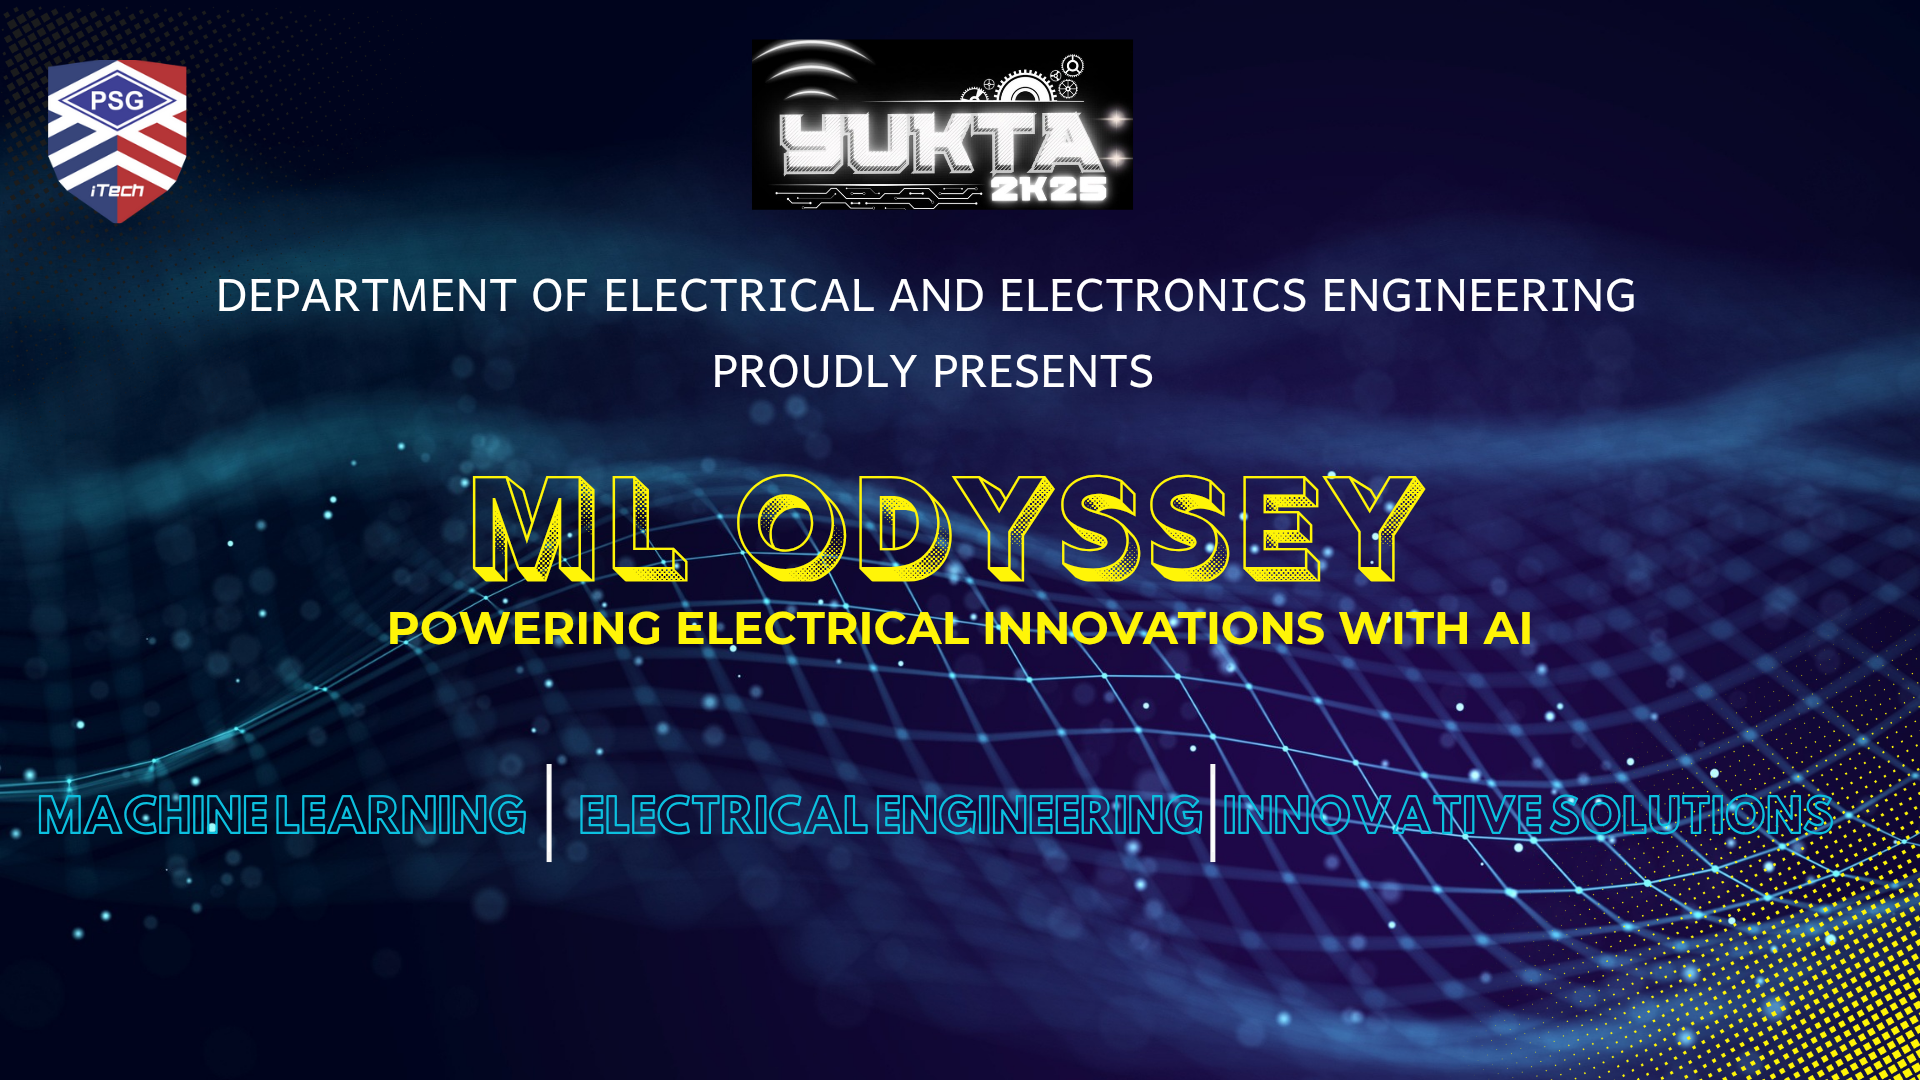 PSG
iTech
YUKTA
2K25
DEPARTMENT OF ELECTRICAL AND ELECTRONICS ENGINEERING
PROUDLY PRESENTS
ML ODYSSEY
POWERING ELECTRICAL INNOVATIONS WITH AI
MACHINE LEARNING | ELECTRICAL ENGINEERING | INNOVATIVE SOLUTIONS